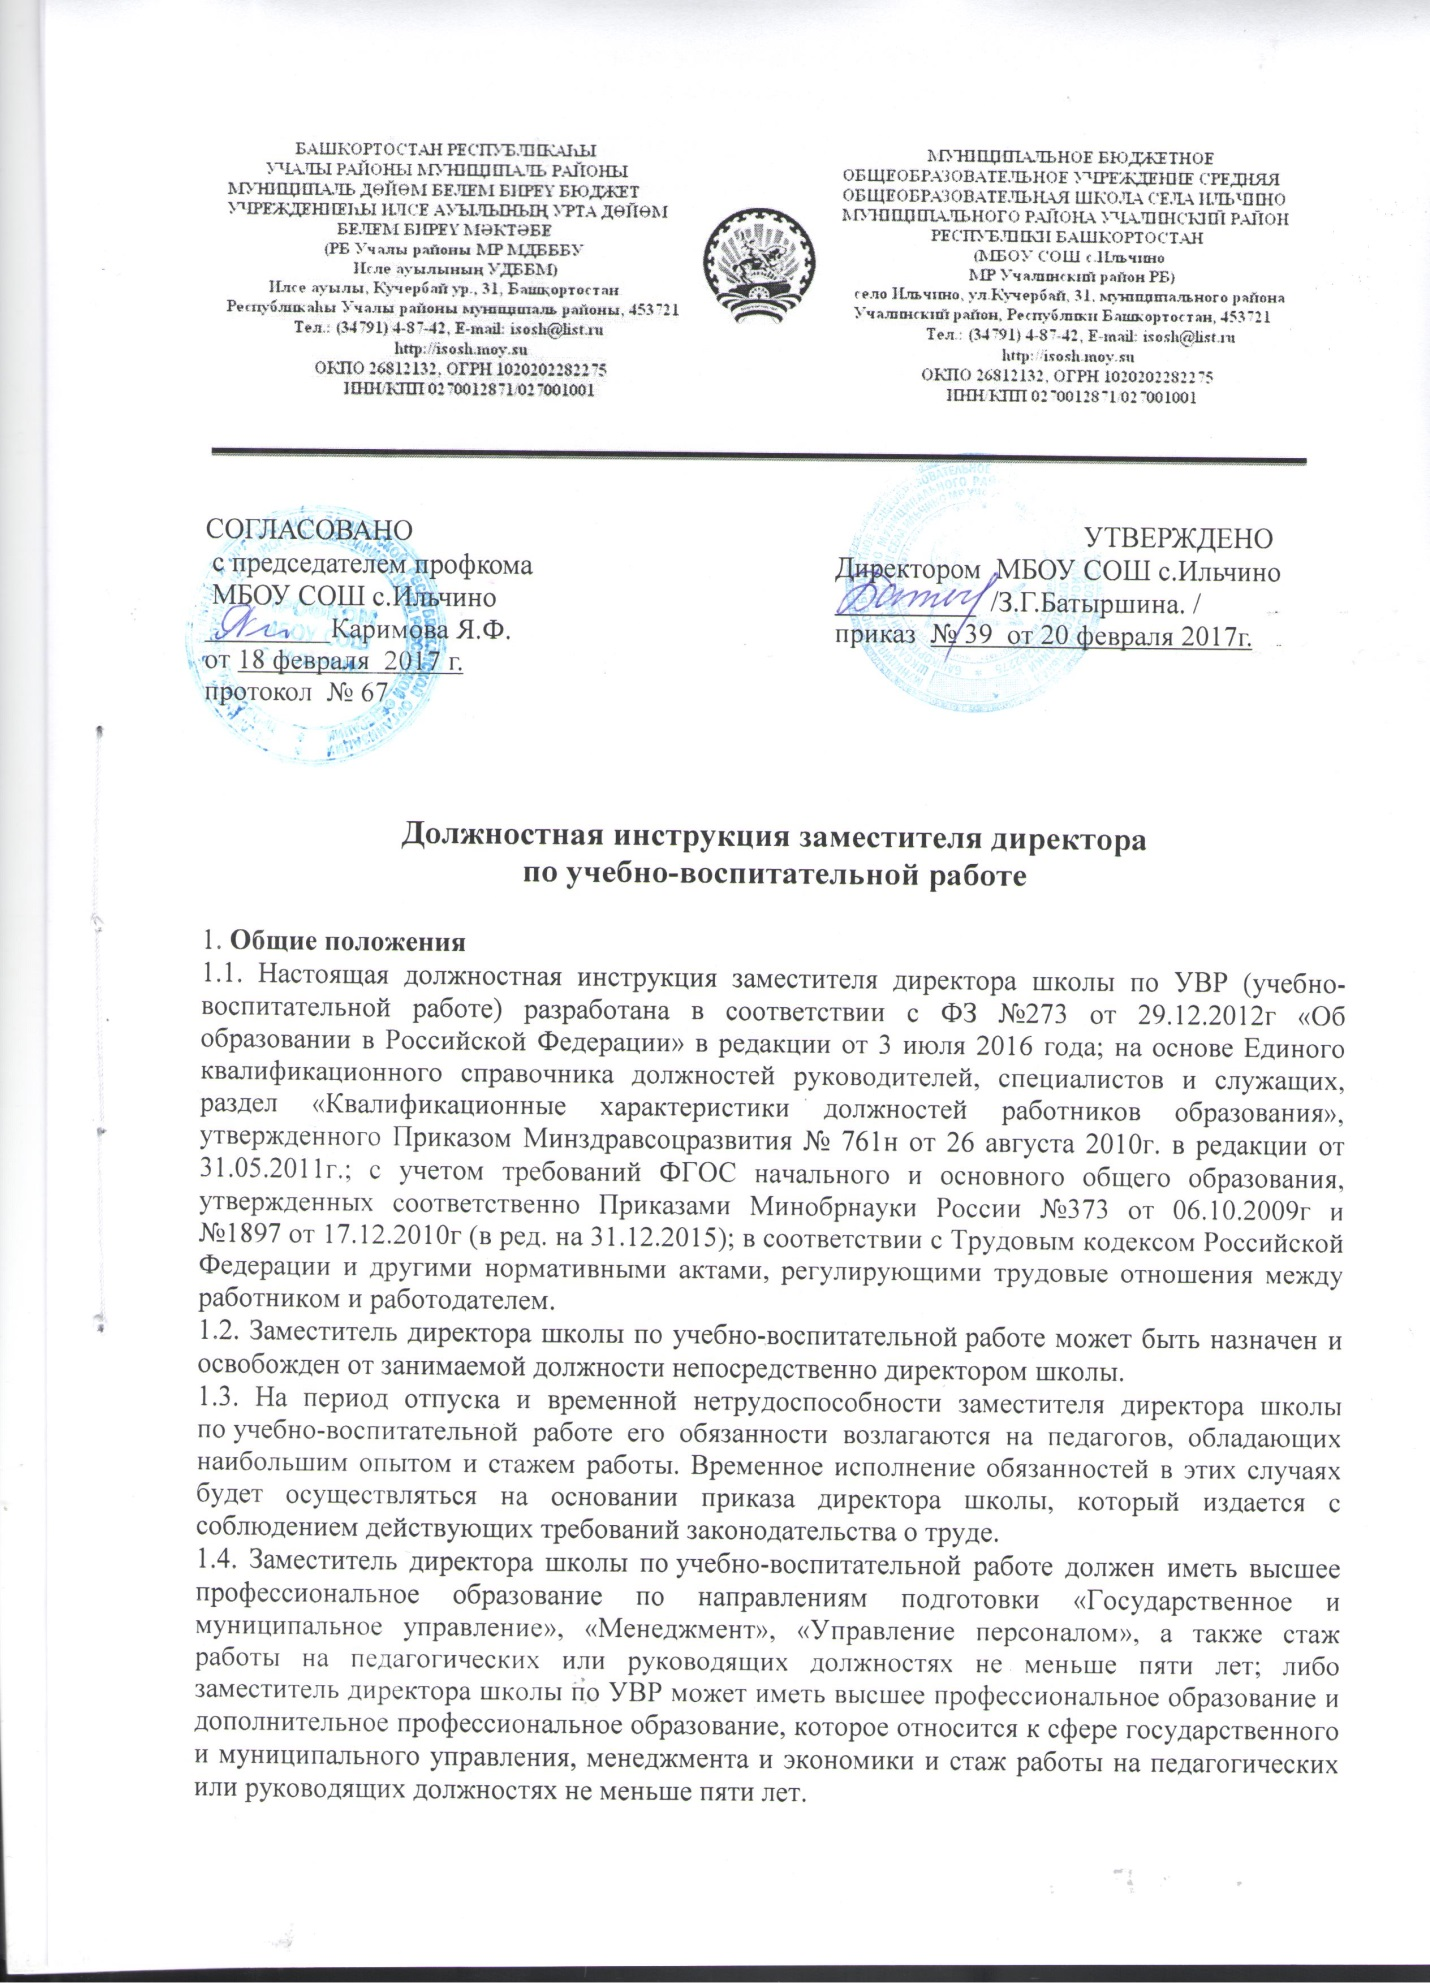 БАШКОРТОСТАН РЕСПУБЛИКАҺЫ
УЧАЛЫ РАЙОНЫ МУНИЦИПАЛЬ РАЙОНЫ
МУНИЦИПАЛЬ ДӨЙӨМ БЕЛЕМ БИРЕҮ БЮДЖЕТ
УЧРЕЖДЕНИЕҺЫ ИЛСЕ АУЫЛЫНЫҢ УРТА ДӨЙӨМ
БЕЛЕМ БИРЕҮ МӘКТӘБЕ
(РБ Учалы районы МР МДББУ
Исле ауылының УДББМ)
Илсе ауылы, Кучербай ур., 31, Башҡортостан
Республикаһы Учалы районы муниципаль районы, 453721
Тел.: (34791) 4-87-42, E-mail: isosh@list.ru
http://isosh.moy.su
ОКПО 26812132, ОГРН 1020202282275
ИНН/КПП 0270012871/027001001
МУНИЦИПАЛЬНОЕ БЮДЖЕТНОЕ
ОБЩЕОБРАЗОВАТЕЛЬНОЕ УЧРЕЖДЕНИЕ СРЕДНЯЯ
ОБЩЕОБРАЗОВАТЕЛЬНАЯ ШКОЛА СЕЛА ИЛЬЧИНО
МУНИЦИПАЛЬНОГО РАЙОНА УЧАЛИНСКИЙ РАЙОН
РЕСПУБЛИКИ БАШКОРТОСТАН
(МБОУ СОШ с.Ильчино
МР Учалинский район РБ)
село Ильчино, ул.Кучербай, 31, муниципального района
Учалинский район, Республики Башкортостан, 453721
Тел.: (34791) 4-87-42, E-mail: isosh@list.ru
http://isosh.moy.su
ОКПО 26812132, ОГРН 1020202282275
ИНН/КПП 0270012871/027001001
СОГЛАСОВАНО
с председателем профкома
МБОУ СОШ с.Ильчино
_________Каримова Я.Ф.
от 18 февраля 2017 г.
протокол № 67
УТВЕРЖДЕНО
Директором МБОУ СОШ с.Ильчино
__________ /З.Г.Батыршина. /
приказ № 39 от 20 февраля 2017г.
Должностная инструкция заместителя директора
по учебно-воспитательной работе
1. Общие положения
1.1. Настоящая должностная инструкция заместителя директора школы по УВР (учебно-
воспитательной работе) разработана в соответствии с ФЗ №273 от 29.12.2012г «Об
образовании в Российской Федерации» в редакции от 3 июля 2016 года; на основе Единого
квалификационного справочника должностей руководителей, специалистов и служащих,
раздел «Квалификационные характеристики должностей работников образования»,
утвержденного Приказом Минздравсоцразвития № 761н от 26 августа 2010г. в редакции от
31.05.2011г.; с учетом требований ФГОС начального и основного общего образования,
утвержденных соответственно Приказами Минобрнауки России №373 от 06.10.2009г и
№1897 от 17.12.2010г (в ред. на 31.12.2015); в соответствии с Трудовым кодексом Российской
Федерации и другими нормативными актами, регулирующими трудовые отношения между
работником и работодателем.
1.2. Заместитель директора школы по учебно-воспитательной работе может быть назначен и
освобожден от занимаемой должности непосредственно директором школы.
1.3. На период отпуска и временной нетрудоспособности заместителя директора школы
по учебно-воспитательной работе его обязанности возлагаются на педагогов, обладающих
наибольшим опытом и стажем работы. Временное исполнение обязанностей в этих случаях
будет осуществляться на основании приказа директора школы, который издается с
соблюдением действующих требований законодательства о труде.
1.4. Заместитель директора школы по учебно-воспитательной работе должен иметь высшее
профессиональное образование по направлениям подготовки «Государственное и
муниципальное управление», «Менеджмент», «Управление персоналом», а также стаж
работы на педагогических или руководящих должностях не меньше пяти лет; либо
заместитель директора школы по УВР может иметь высшее профессиональное образование и
дополнительное профессиональное образование, которое относится к сфере государственного
и муниципального управления, менеджмента и экономики и стаж работы на педагогических
или руководящих должностях не меньше пяти лет.